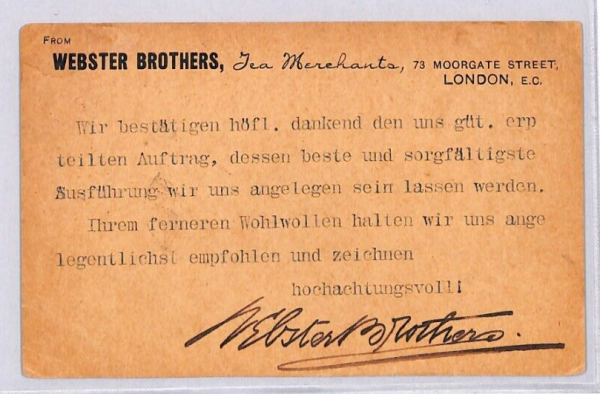 FROM
WEBSTER BROTHERS, Tea Merchants, 73 MOORGATE STREET,
LONDON, E.C.
Wir bestätigen höfl. dankend den uns güt. erp
teilten Auftrag, dessen beste und sorgfältigste
Ausführung wir uns angelegen sein lassen werden.
Ihrem ferneren Wohlwollen halten wir uns ange
legentlichst empfohlen und zeichnen
hochachtungsvoll!
Webster Brothers.